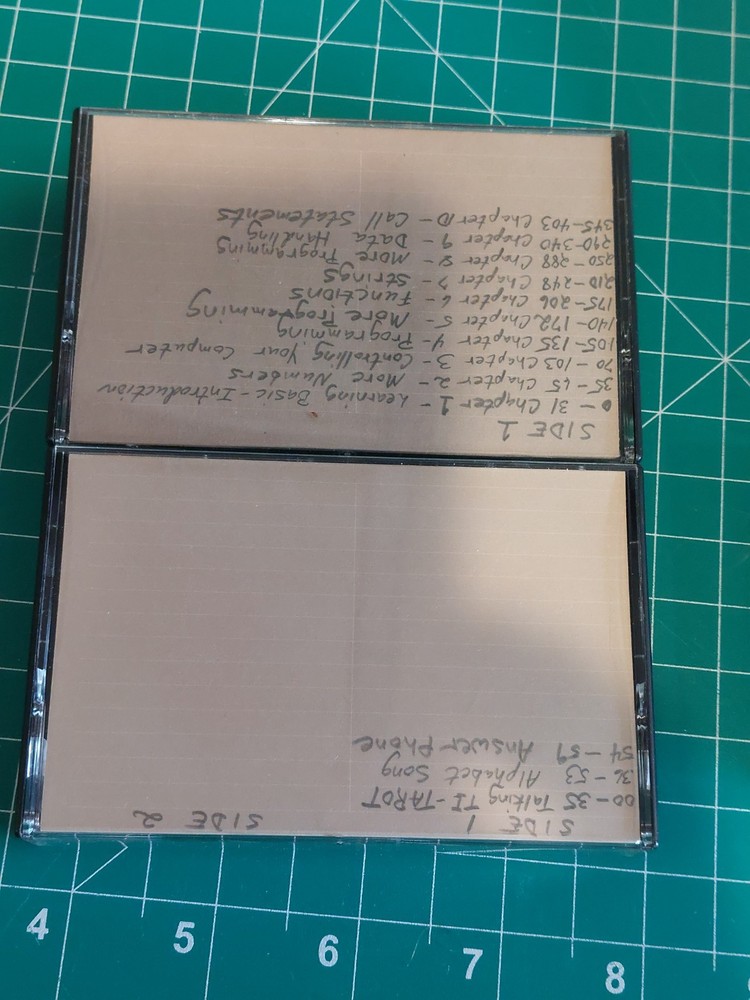 SIDE 1
0 - 31 Chapter 1 - Learning Basic - Introduction
35 - 65 Chapter 2 - More Numbers
70 - 103 Chapter 3 - Controlling Your Computer
105 - 135 Chapter 4 - Programming
140 - 172 Chapter 5 - More Programming
175 - 206 Chapter 6 - Functions
210 - 248 Chapter 7 - Strings
250 - 288 Chapter 8 - More Programming
290 - 340 Chapter 9 - Data Handling
345 - 403 Chapter 10 - Call Statements
SIDE 1 SIDE 2
00 - 35 Talking TI - TAROT
36 - 53 Alphabet Song
54 - 59 Answer Phone
4 5 6 7 8